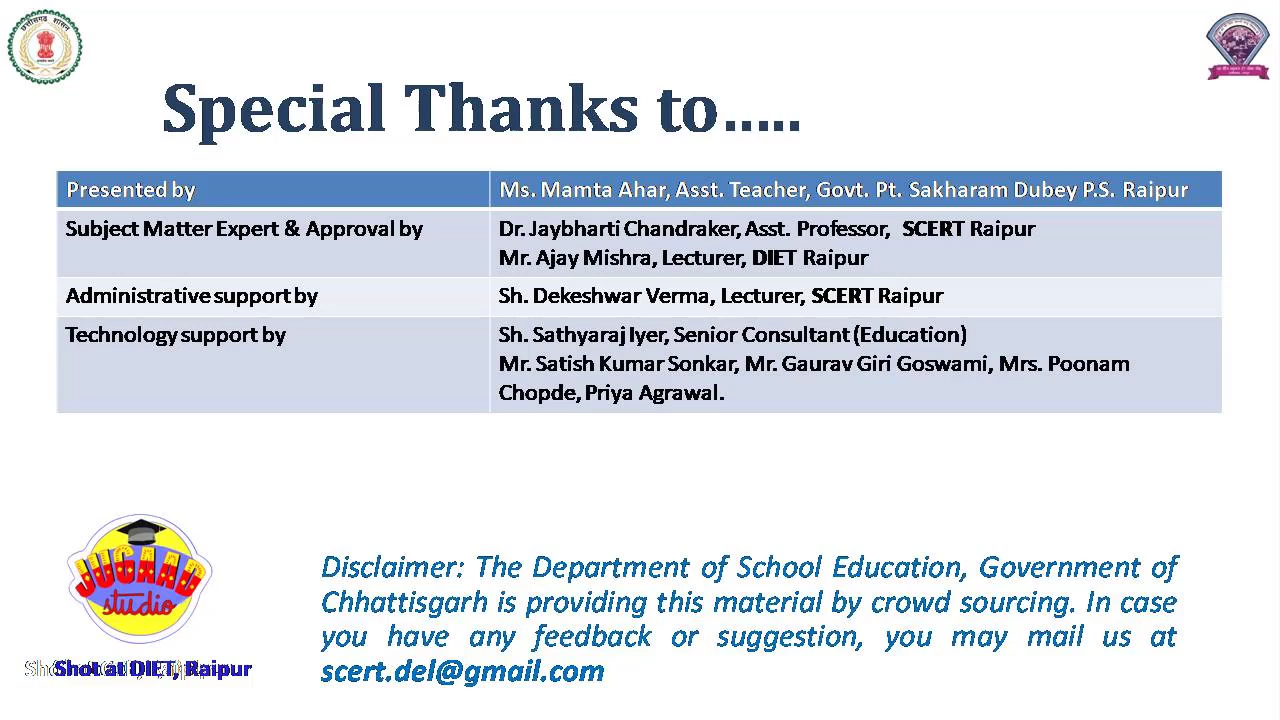 छत्तीसगढ़ शासन
Special Thanks to.....
Presented by
Ms. Mamta Ahar, Asst. Teacher, Govt. Pt. Sakharam Dubey P.S. Raipur
Subject Matter Expert & Approval by
Dr. Jaybharti Chandraker, Asst. Professor, SCERT Raipur
Mr. Ajay Mishra, Lecturer, DIET Raipur
Administrative support by
Sh. Dekeshwar Verma, Lecturer, SCERT Raipur
Technology support by
Sh. Sathyaraj Iyer, Senior Consultant (Education)
Mr. Satish Kumar Sonkar, Mr. Gaurav Giri Goswami, Mrs. Poonam
Chopde, Priya Agrawal.
JUGAAD
studio
Shot at DIET, Raipur
Disclaimer: The Department of School Education, Government of
Chhattisgarh is providing this material by crowd sourcing. In case
you have any feedback or suggestion, you may mail us at
scert.del@gmail.com